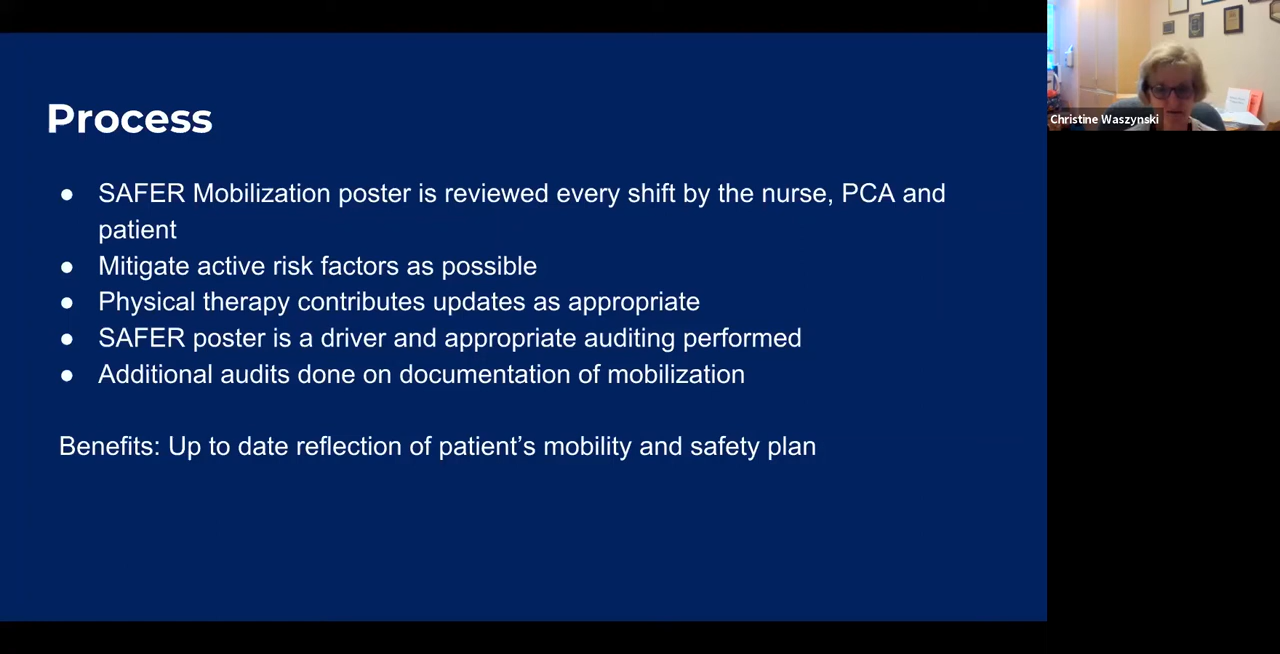 Process
● SAFER Mobilization poster is reviewed every shift by the nurse, PCA and
patient
● Mitigate active risk factors as possible
● Physical therapy contributes updates as appropriate
● SAFER poster is a driver and appropriate auditing performed
● Additional audits done on documentation of mobilization
Benefits: Up to date reflection of patient’s mobility and safety plan
Christine Waszynski